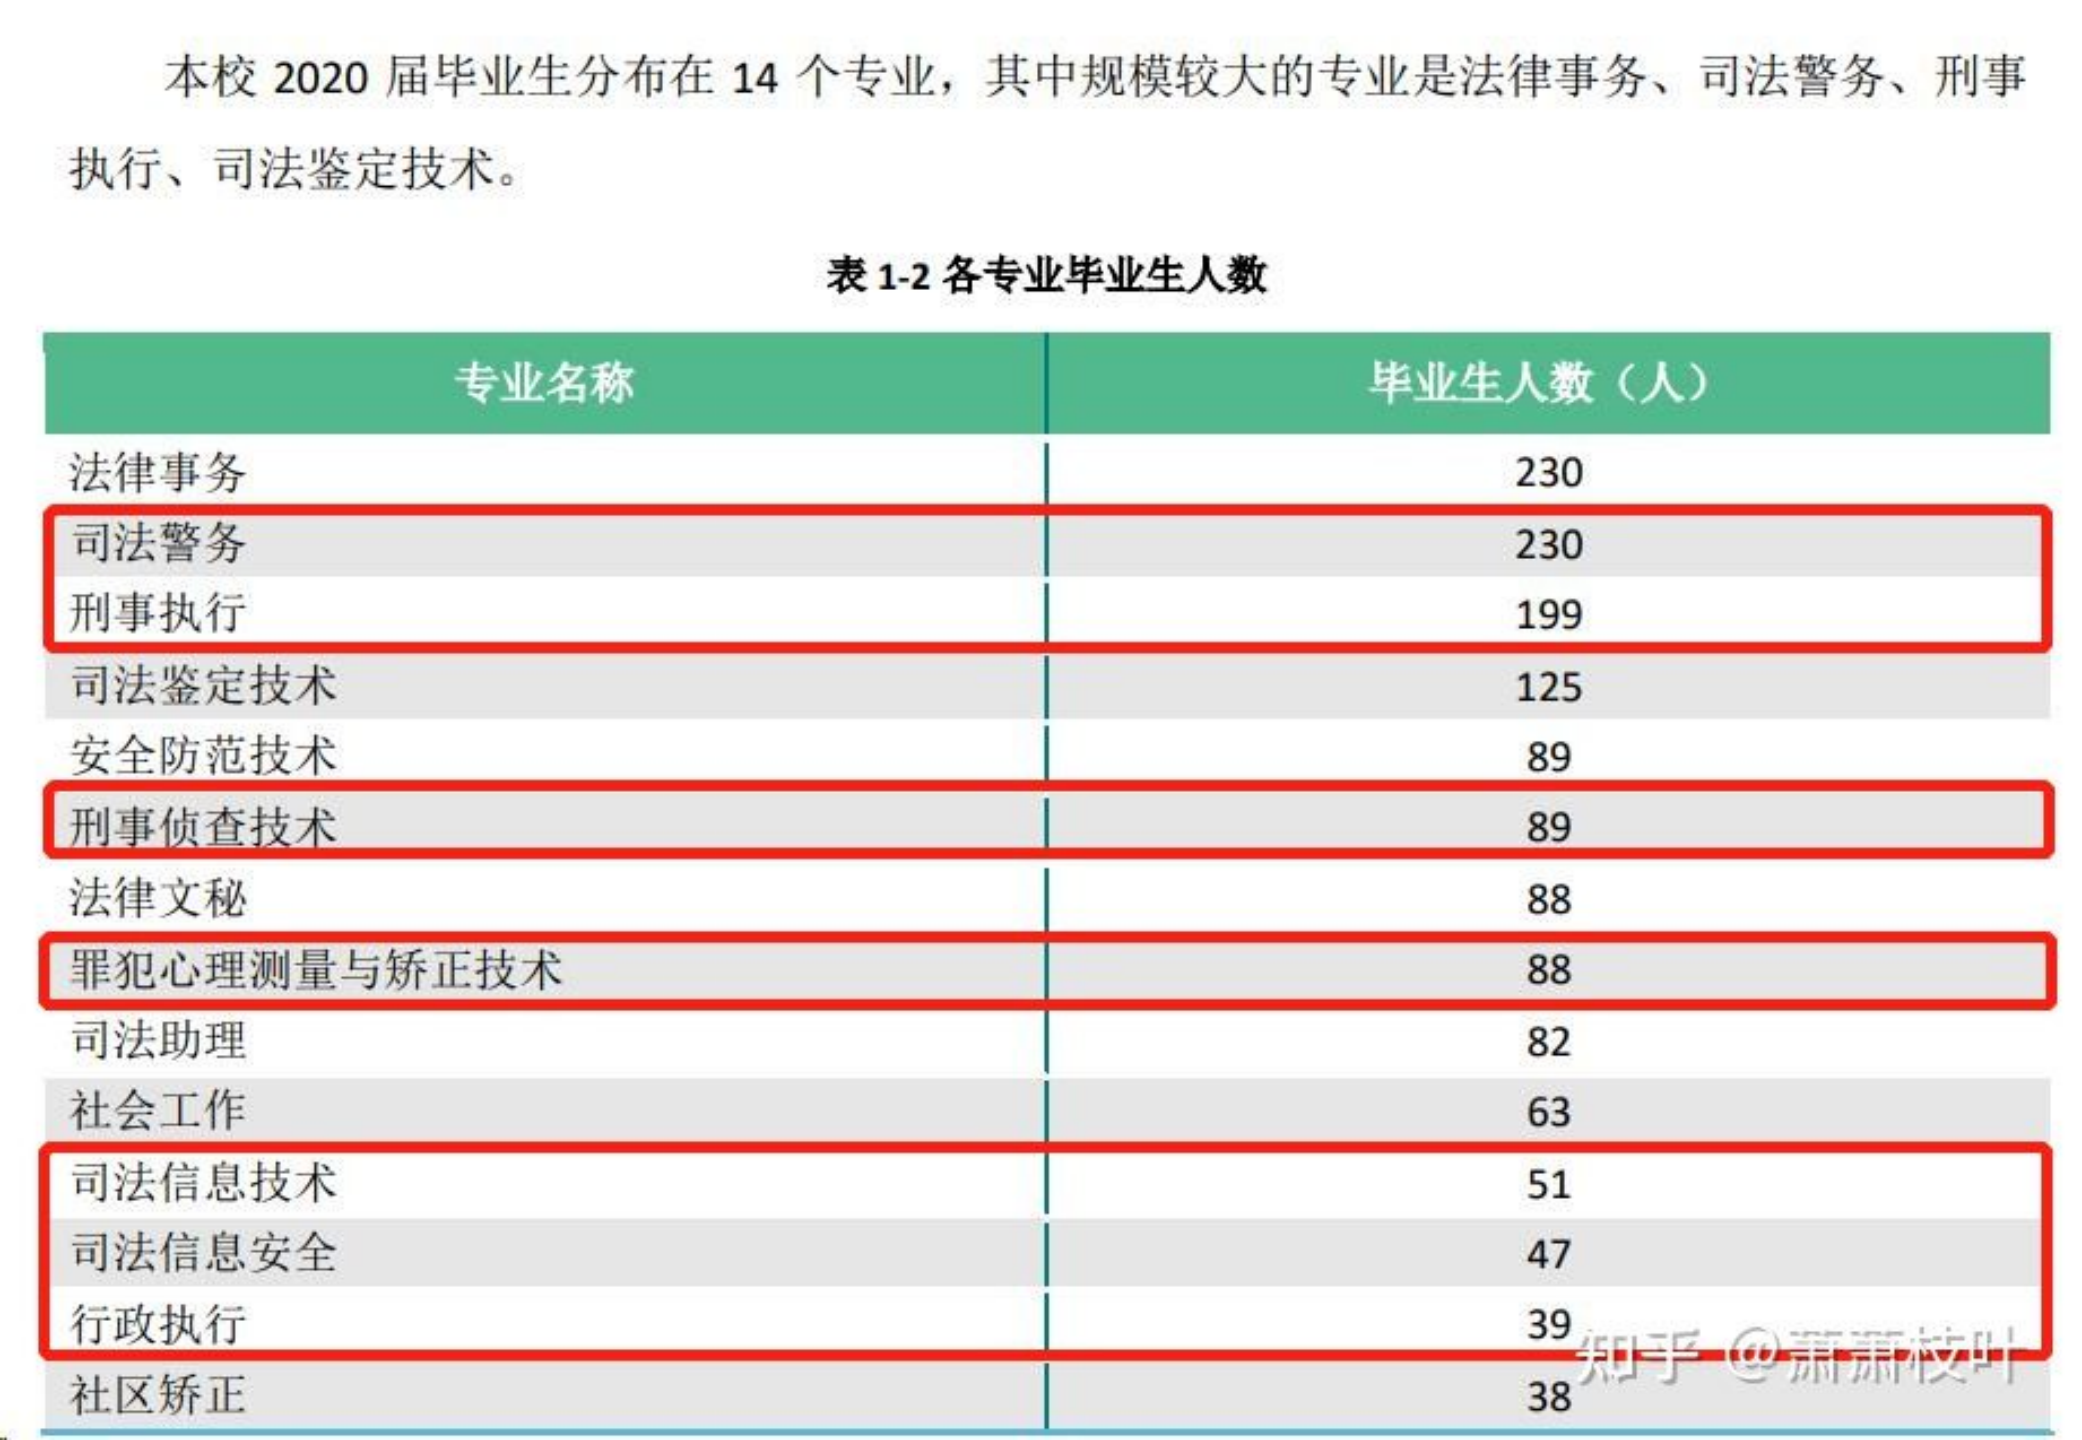 本校 2020 届毕业生分布在 14 个专业，其中规模较大的专业是法律事务、司法警务、刑事
执行、司法鉴定技术。
表 1-2 各专业毕业生人数
专业名称 毕业生人数（人）
法律事务 230
司法警务 230
刑事执行 199
司法鉴定技术 125
安全防范技术 89
刑事侦查技术 89
法律文秘 88
罪犯心理测量与矫正技术 88
司法助理 82
社会工作 63
司法信息技术 51
司法信息安全 47
行政执行 39
社区矫正 38
知乎 @萧萧枝叶